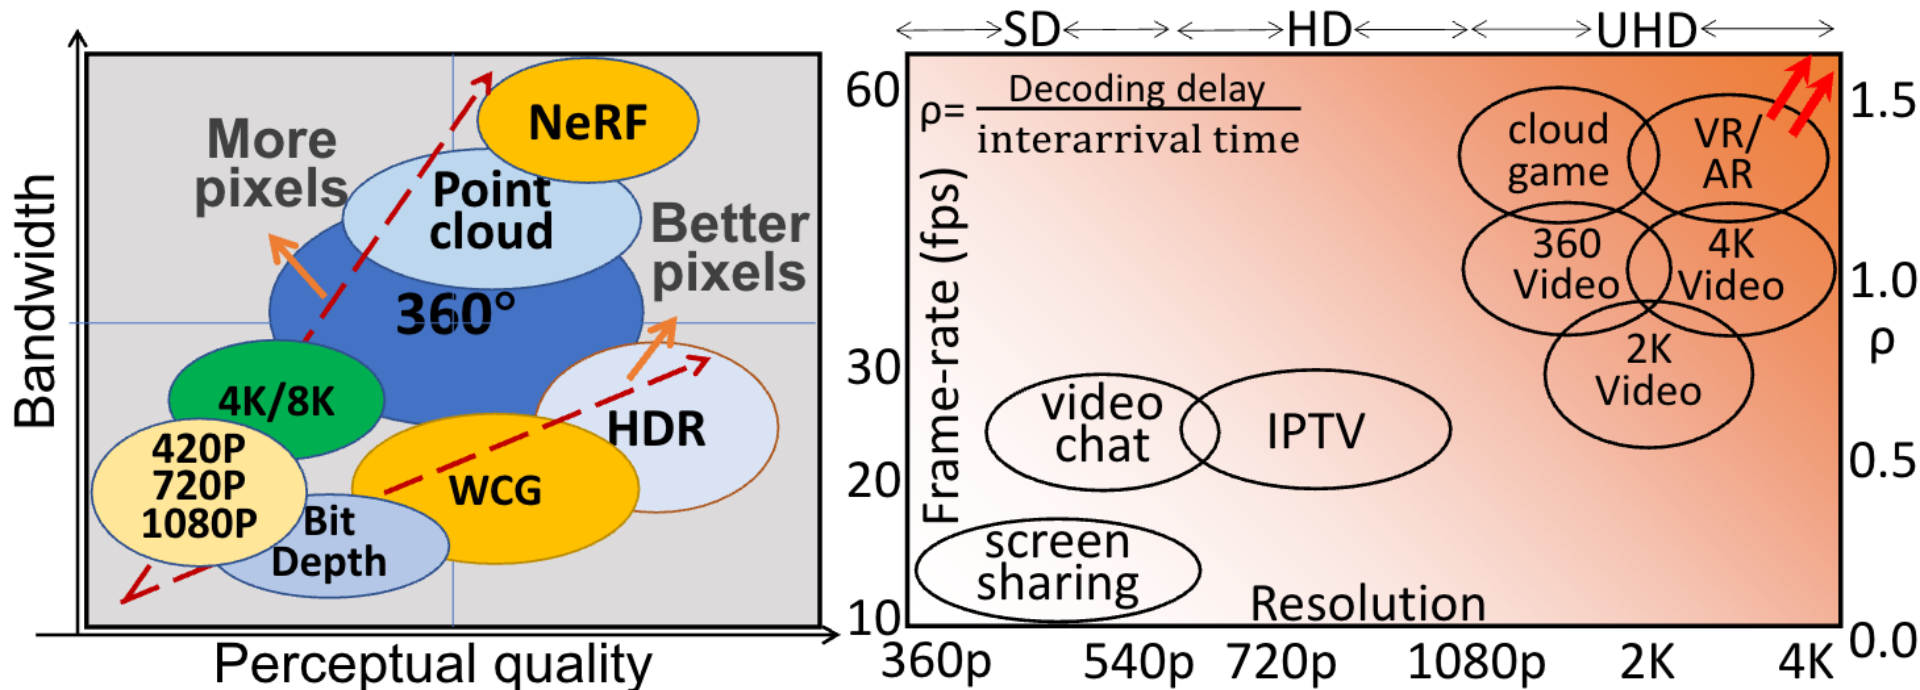 Bandwidth
More
pixels
NeRF
Point
cloud
Better
pixels
360°
4K/8K
HDR
420P
720P
1080P
WCG
Bit
Depth
Perceptual quality
SD
HD
UHD
60
30
20
10
Frame-rate (fps)
ρ= Decoding delay
interarrival time
cloud
game
VR/
AR
360
Video
4K
Video
2K
Video
video
chat
IPTV
screen
sharing
Resolution
1.5
1.0
ρ
0.5
0.0
360p 540p 720p 1080p 2K 4K